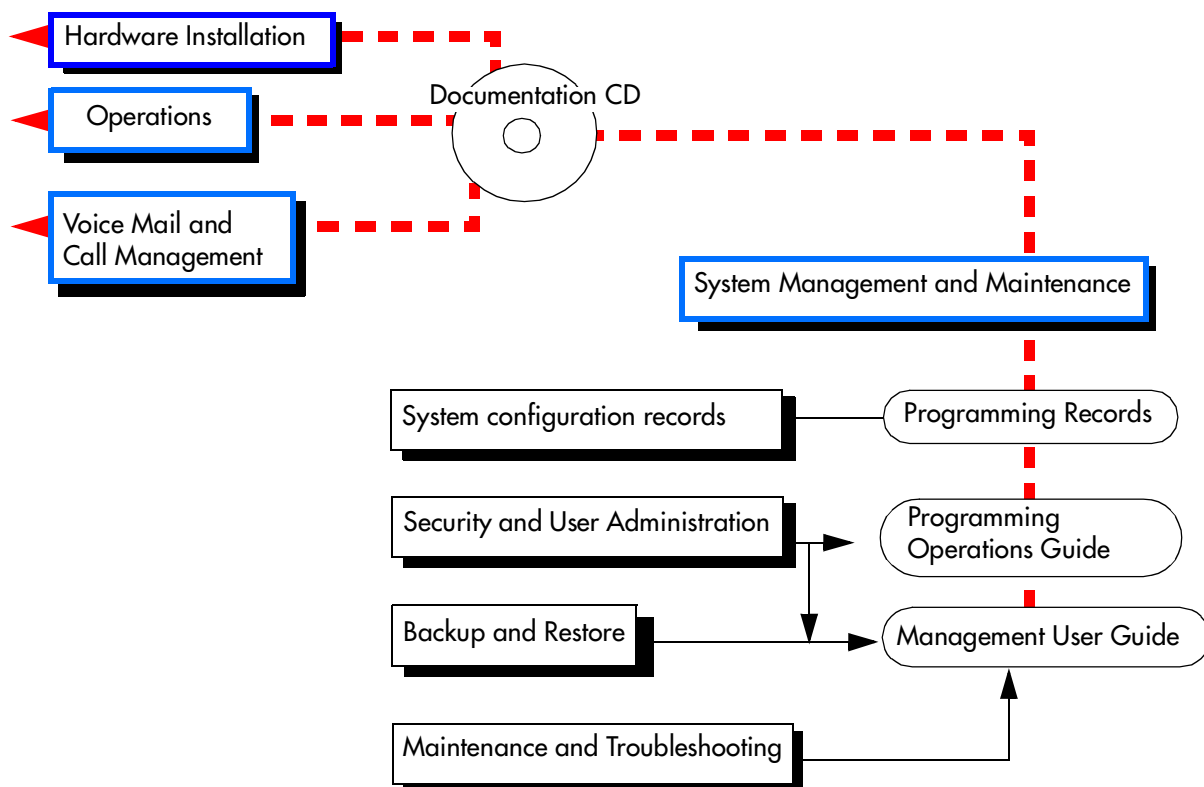 Hardware Installation
Documentation CD
Operations
Voice Mail and
Call Management
System Management and Maintenance
System configuration records
Programming Records
Security and User Administration
Programming
Operations Guide
Backup and Restore
Management User Guide
Maintenance and Troubleshooting